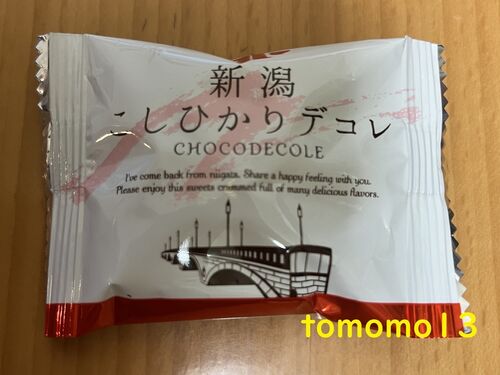 新潟
こしひかりデコレ
CHOCODECOLE
I've come back from niigata. Share a happy feeling with you.
Please enjoy this sweets crammed full of many delicious flavors.
tomomo13